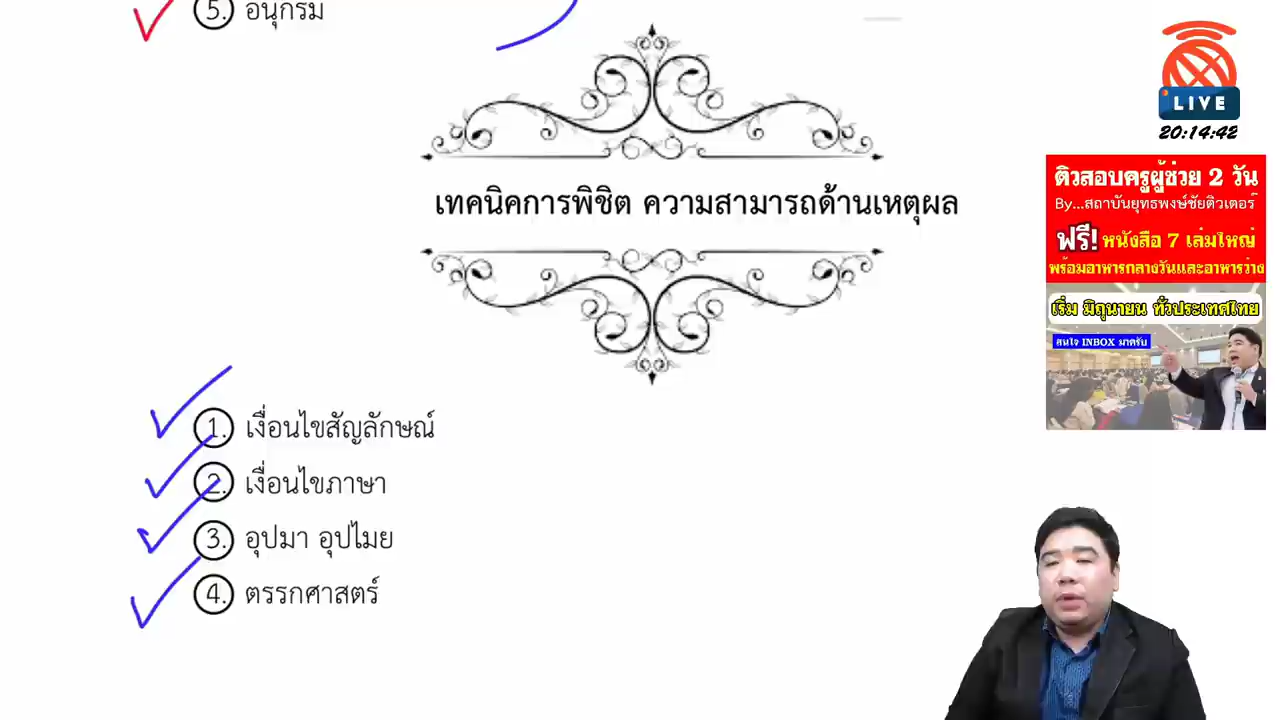 5. อนุกรม
LIVE
20:14:42
ติวสอบครูผู้ช่วย 2 วัน
By...สถาบันยุทธพงษ์ชัยติวเตอร์
ฟรี! หนังสือ 7 เล่มใหญ่
พร้อมอาหารกลางวันและอาหารว่าง
เริ่ม มิถุนายน ทั่วประเทศไทย
สนใจ INBOX มาครับ
เทคนิคการพิชิต ความสามารถด้านเหตุผล
1. เงื่อนไขสัญลักษณ์
2. เงื่อนไขภาษา
3. อุปมา อุปไมย
4. ตรรกศาสตร์